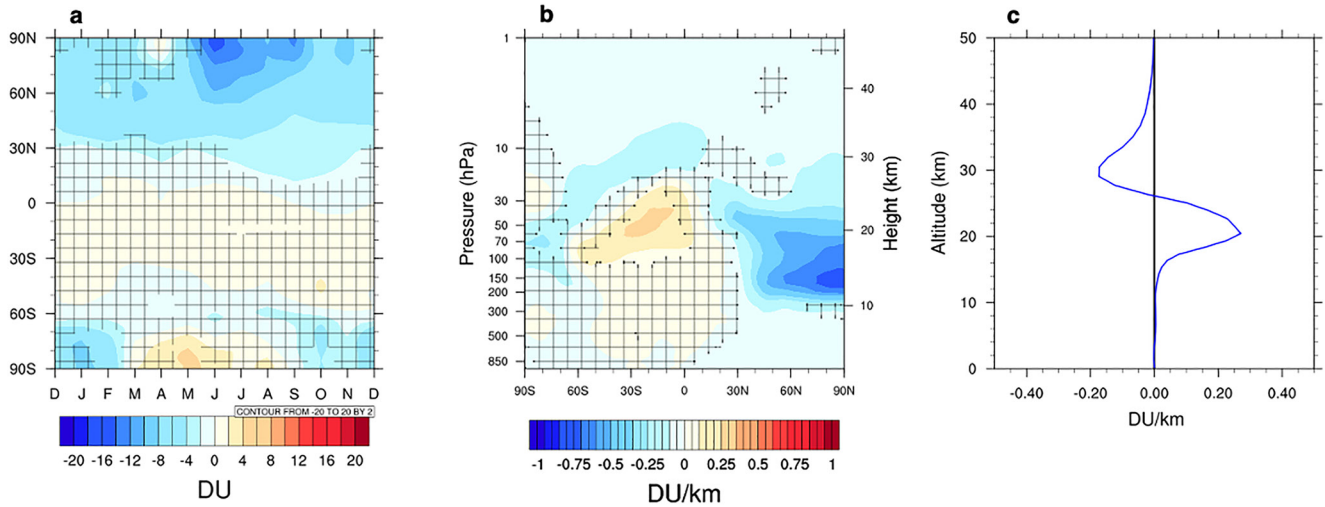 a
90N
60N
30N
0
30S
60S
90S
D J F M A M J J A S O N D
CONTOUR FROM -20 TO 20 BY 2
-20 -16 -12 -8 -4 0 4 8 12 16 20
DU
b
Pressure (hPa)
1
10
30
50
70
100
150
200
300
500
850
40
30
20
10
Height (km)
90S 60S 30S 0 30N 60N 90N
-1 -0.75 -0.5 -0.25 0 0.25 0.5 0.75 1
DU/km
c
Altitude (km)
50
40
30
20
10
0
-0.40 -0.20 0.00 0.20 0.40
DU/km